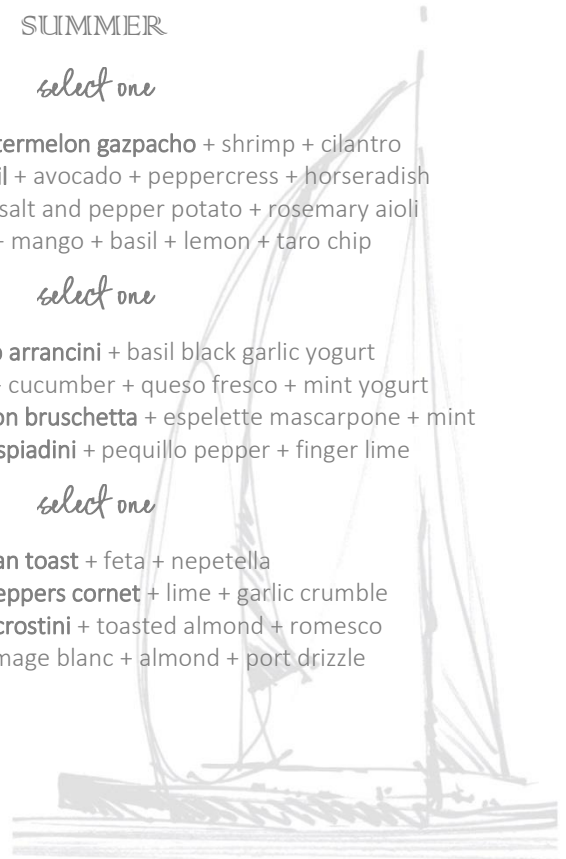 SUMMER
select one
termelon gazpacho + shrimp + cilantro
il + avocado + peppercress + horseradish
salt and pepper potato + rosemary aioli
- mango + basil + lemon + taro chip
select one
o arrancini + basil black garlic yogurt
- cucumber + queso fresco + mint yogurt
on bruschetta + espelette mascarpone + mint
spiadini + pequillo pepper + finger lime
select one
an toast + feta + nepetella
eppers cornet + lime + garlic crumble
crostini + toasted almond + romesco
mage blanc + almond + port drizzle